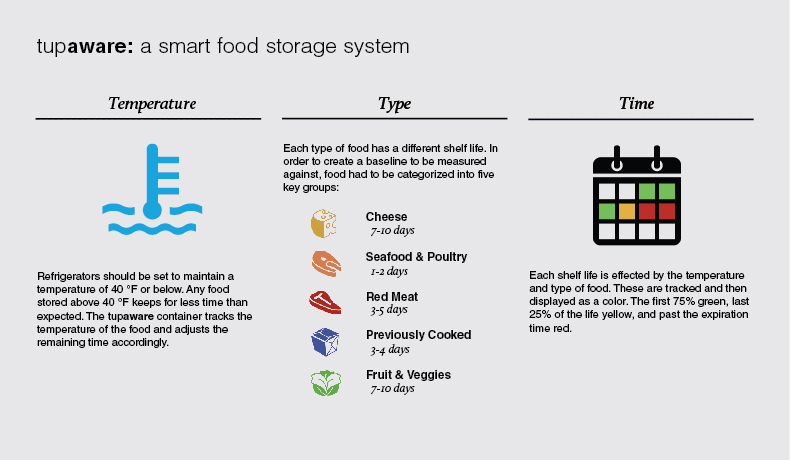 tupaware: a smart food storage system
Temperature
Refrigerators should be set to maintain a
temperature of 40 °F or below. Any food
stored above 40 °F keeps for less time than
expected. The tupaware container tracks the
temperature of the food and adjusts the
remaining time accordingly.
Type
Each type of food has a different shelf life. In
order to create a baseline to be measured
against, food had to be categorized into five
key groups:
Cheese
7-10 days
Seafood & Poultry
1-2 days
Red Meat
3-5 days
Previously Cooked
3-4 days
Fruit & Veggies
7-10 days
Time
Each shelf life is effected by the temperature
and type of food. These are tracked and then
displayed as a color. The first 75% green, last
25% of the life yellow, and past the expiration
time red.